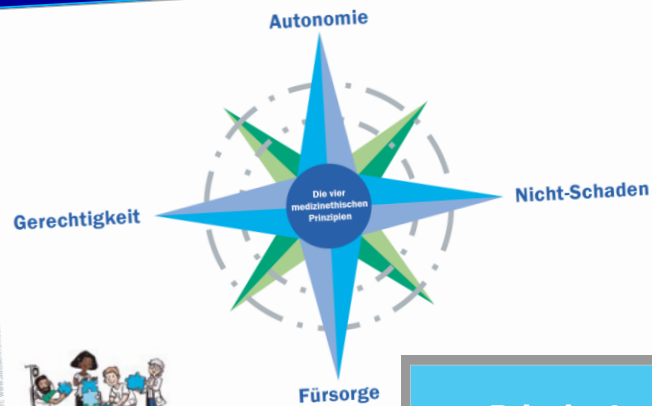 Autonomie
Die vier
medizinethischen
Prinzipien
Nicht-Schaden
Gerechtigkeit
Fürsorge